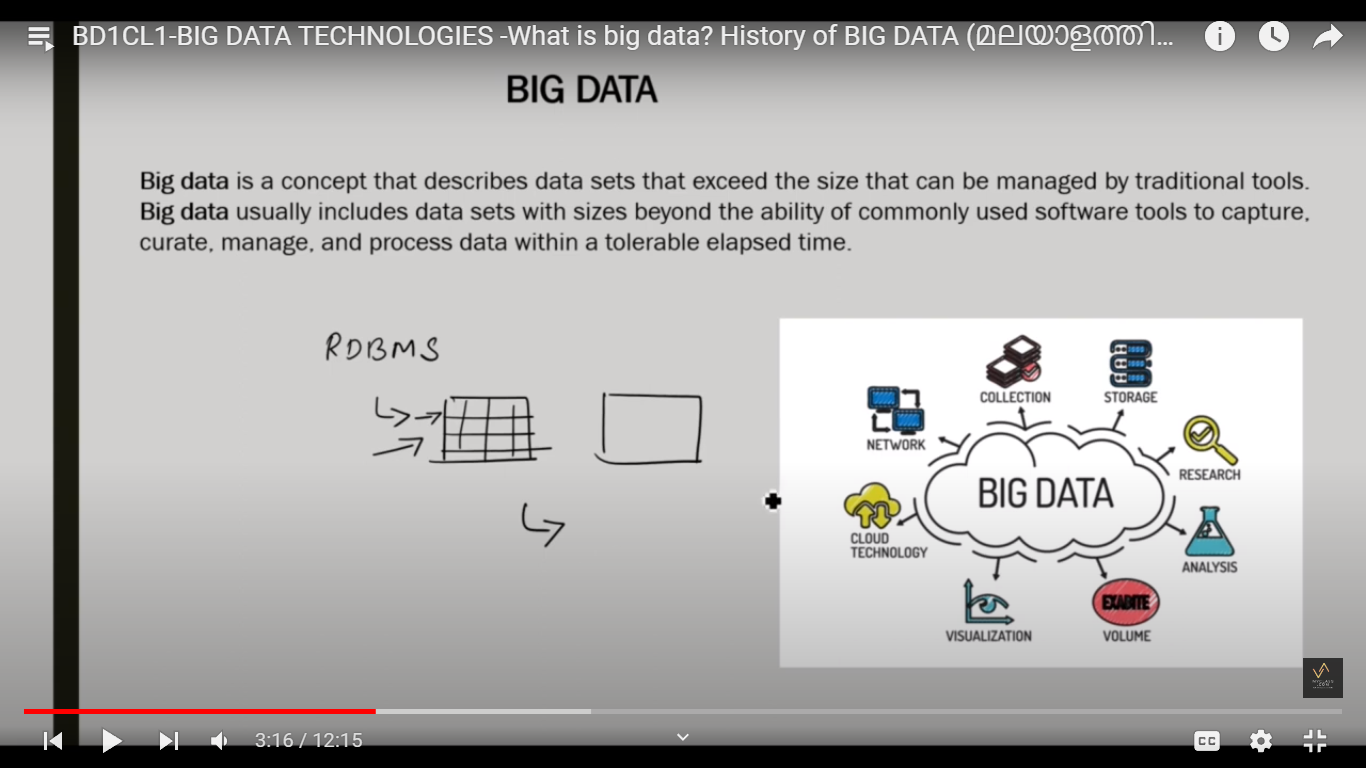 BD1CL1-BIG DATA TECHNOLOGIES -What is big data? History of BIG DATA (മലയാളത്തി...
BIG DATA
Big data is a concept that describes data sets that exceed the size that can be managed by traditional tools.
Big data usually includes data sets with sizes beyond the ability of commonly used software tools to capture,
curate, manage, and process data within a tolerable elapsed time.
RDBMS
COLLECTION
STORAGE
NETWORK
RESEARCH
BIG DATA
CLOUD
TECHNOLOGY
ANALYSIS
EXABITE
VISUALIZATION
VOLUME
3:16 / 12:15
CC